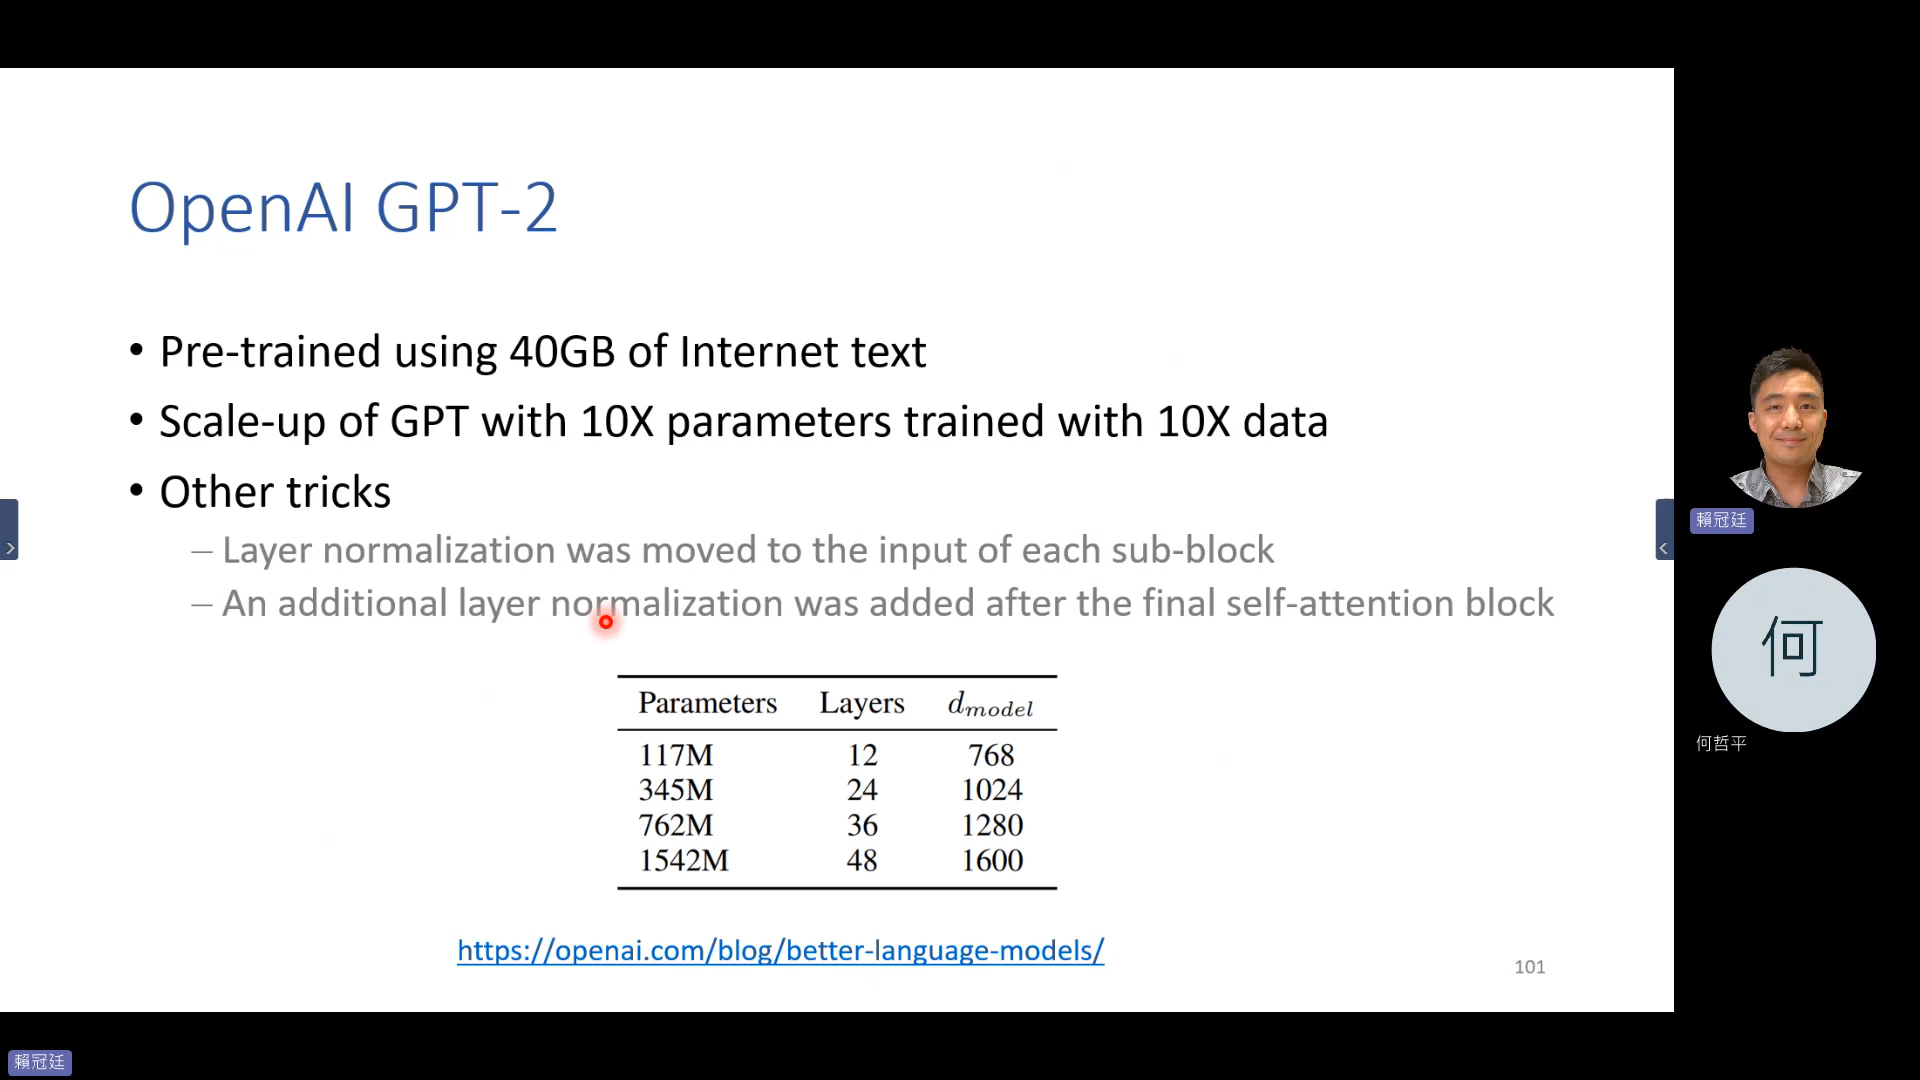 OpenAI GPT-2
• Pre-trained using 40GB of Internet text
• Scale-up of GPT with 10X parameters trained with 10X data
• Other tricks
– Layer normalization was moved to the input of each sub-block
– An additional layer normalization was added after the final self-attention block
Parameters Layers d_model
117M 12 768
345M 24 1024
762M 36 1280
1542M 48 1600
https://openai.com/blog/better-language-models/
101
賴冠廷
何
何哲平
賴冠廷